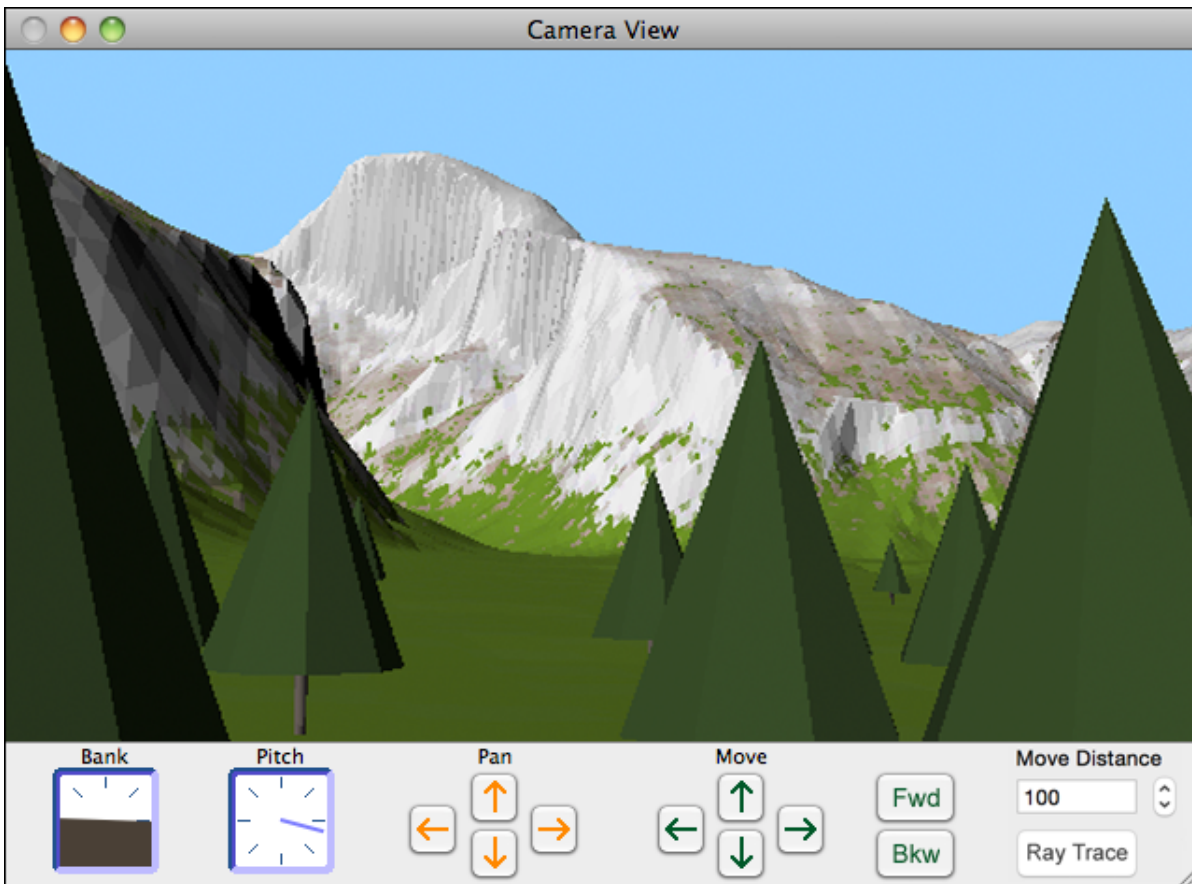 Camera View
Bank
Pitch
Pan
Move
Move Distance
100
Fwd
Bkw
Ray Trace